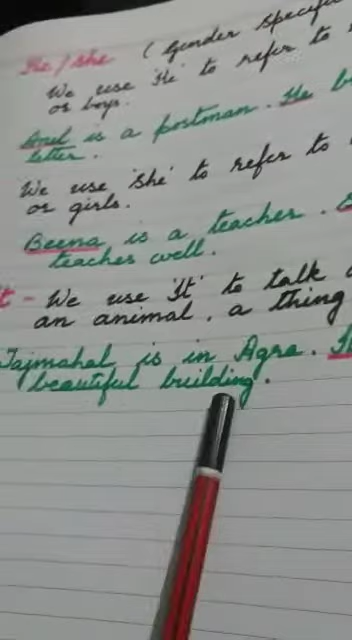 He / She ( Gender specific
We use 'He' to refer to
or boys.
Anil is a postman. He
letter.
We use 'She' to refer to
or girls.
Beena is a teacher.
teaches well.
We use 'It' to talk
an animal, a thing
Tajmahal is in Agra.
beautiful building.